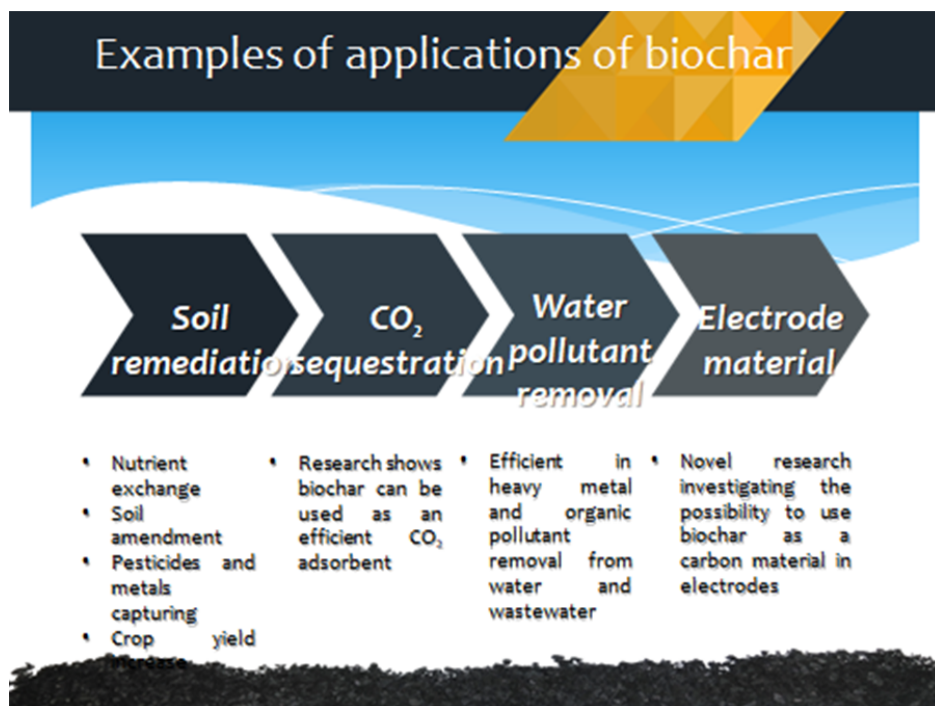 Examples of applications of biochar
Soil
remediation
CO₂
sequestration
Water
pollutant
removal
Electrode
material
• Nutrient
exchange
• Soil
amendment
• Pesticides and
metals
capturing
• Crop yield
increase
• Research shows
biochar can be
used as an
efficient CO₂
adsorbent
• Efficient in
heavy metal
and organic
pollutant
removal from
water and
wastewater
• Novel research
investigating the
possibility to use
biochar as a
carbon material in
electrodes